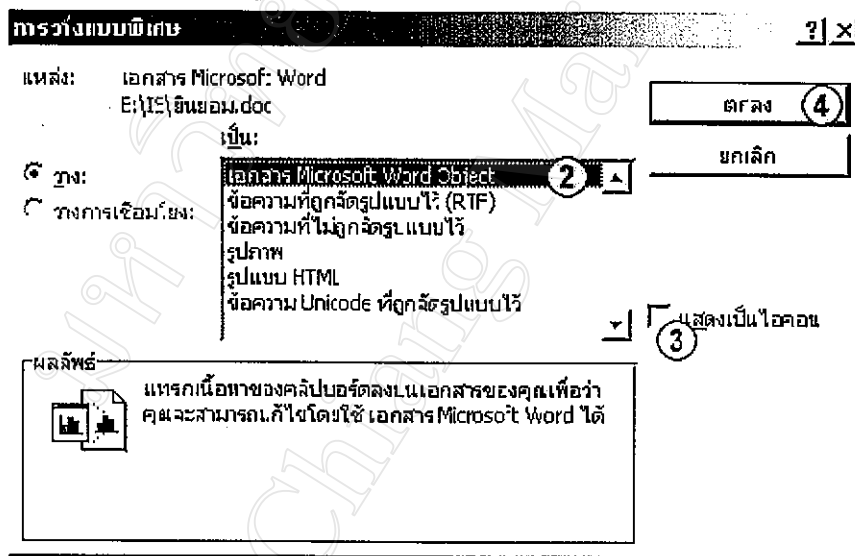 การวางแบบพิเศษ ? ×
แหล่ง: เอกสาร Microsoft Word
E:\IS\ยินยอม.doc
ตกลง 4
เป็น:
ยกเลิก
วาง:
เอกสาร Microsoft Word Object 2
ข้อความที่ถูกจัดรูปแบบไว้ (RTF)
วางการเชื่อมโยง:
ข้อความที่ไม่ถูกจัดรูปแบบไว้
รูปภาพ
รูปแบบ HTML
ข้อความ Unicode ที่ถูกจัดรูปแบบไว้
แสดงเป็นไอคอน
3
ผลลัพธ์
แทรกเนื้อหาของคลิปบอร์ดลงบนเอกสารของคุณเพื่อว่า
คุณจะสามารถแก้ไขโดยใช้ เอกสาร Microsoft Word ได้
Chiang Mai